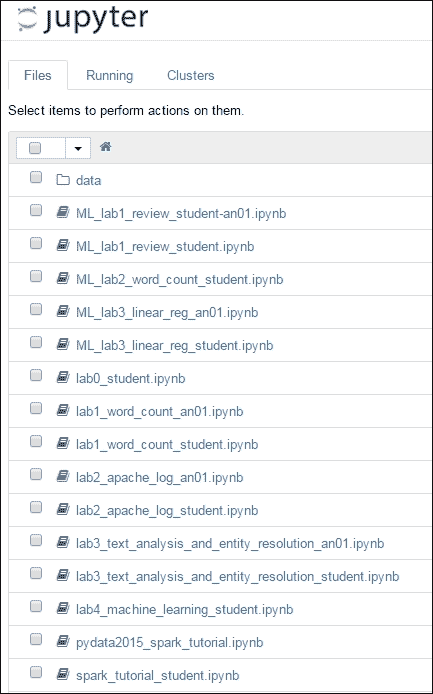 jupyter
Files Running Clusters
Select items to perform actions on them.
data
ML_lab1_review_student-an01.ipynb
ML_lab1_review_student.ipynb
ML_lab2_word_count_student.ipynb
ML_lab3_linear_reg_an01.ipynb
ML_lab3_linear_reg_student.ipynb
lab0_student.ipynb
lab1_word_count_an01.ipynb
lab1_word_count_student.ipynb
lab2_apache_log_an01.ipynb
lab2_apache_log_student.ipynb
lab3_text_analysis_and_entity_resolution_an01.ipynb
lab3_text_analysis_and_entity_resolution_student.ipynb
lab4_machine_learning_student.ipynb
pydata2015_spark_tutorial.ipynb
spark_tutorial_student.ipynb